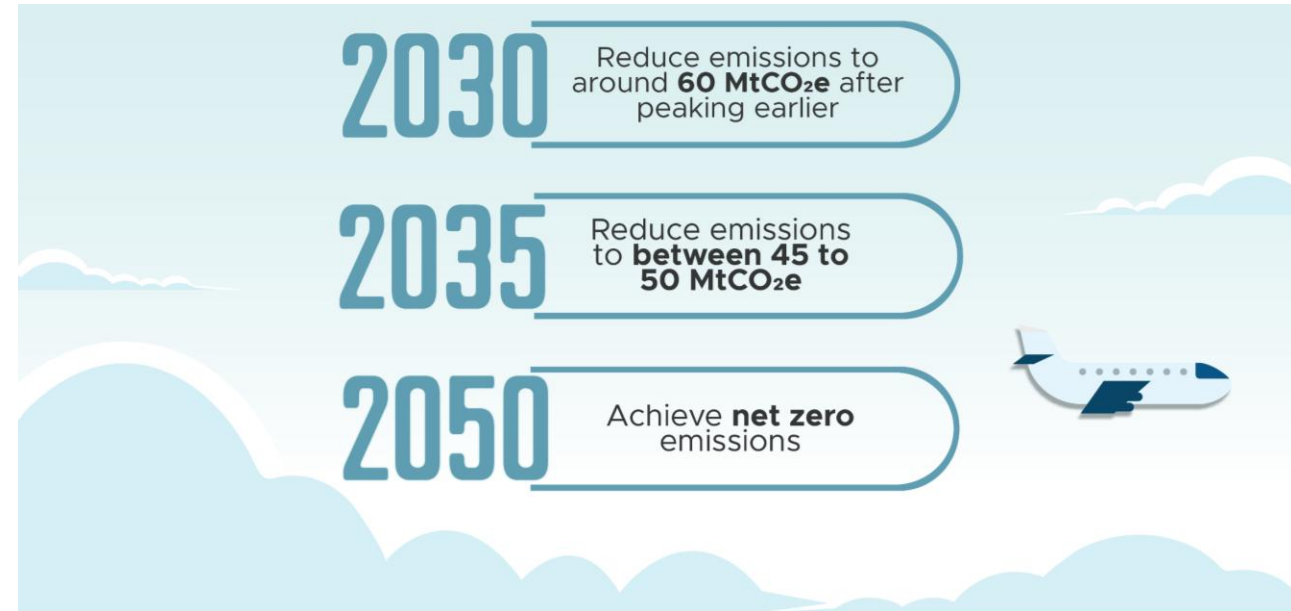 2030
Reduce emissions to
around 60 MtCO₂e after
peaking earlier
2035
Reduce emissions
to between 45 to
50 MtCO₂e
2050
Achieve net zero
emissions